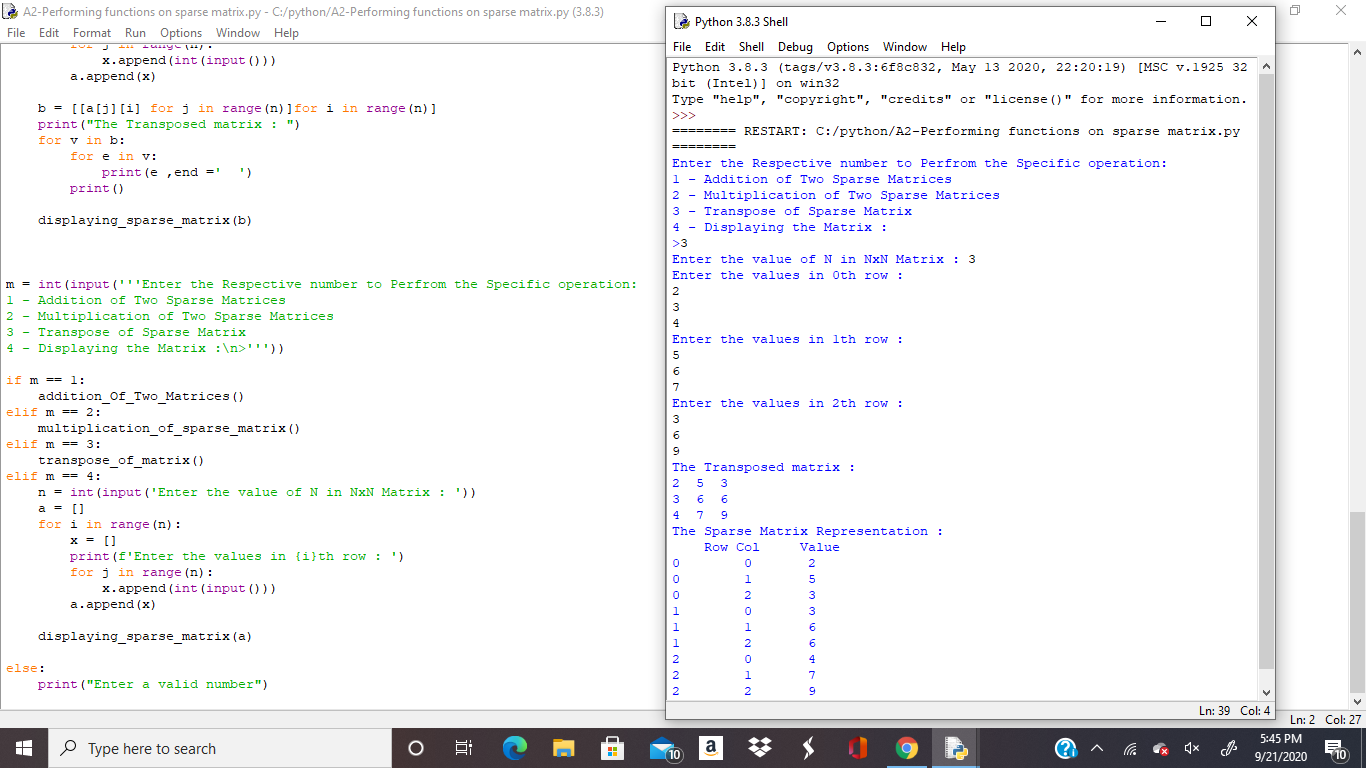 A2-Performing functions on sparse matrix.py - C:/python/A2-Performing functions on sparse matrix.py (3.8.3)
File Edit Format Run Options Window Help
for j in range(n):
x.append(int(input()))
a.append(x)
b = [[a[j][i] for j in range(n)]for i in range(n)]
print("The Transposed matrix : ")
for v in b:
for e in v:
print(e ,end ='  ')
print()
displaying_sparse_matrix(b)
m = int(input('''Enter the Respective number to Perfrom the Specific operation:
1 - Addition of Two Sparse Matrices
2 - Multiplication of Two Sparse Matrices
3 - Transpose of Sparse Matrix
4 - Displaying the Matrix :\n>'''))
if m == 1:
addition_Of_Two_Matrices()
elif m == 2:
multiplication_of_sparse_matrix()
elif m == 3:
transpose_of_matrix()
elif m == 4:
n = int(input('Enter the value of N in NxN Matrix : '))
a = []
for i in range(n):
x = []
print(f'Enter the values in {i}th row : ')
for j in range(n):
x.append(int(input()))
a.append(x)
displaying_sparse_matrix(a)
else:
print("Enter a valid number")
Ln: 2 Col: 27
Python 3.8.3 Shell
File Edit Shell Debug Options Window Help
Python 3.8.3 (tags/v3.8.3:6f8c832, May 13 2020, 22:20:19) [MSC v.1925 32
bit (Intel)] on win32
Type "help", "copyright", "credits" or "license()" for more information.
>>>
======== RESTART: C:/python/A2-Performing functions on sparse matrix.py
========
Enter the Respective number to Perfrom the Specific operation:
1 - Addition of Two Sparse Matrices
2 - Multiplication of Two Sparse Matrices
3 - Transpose of Sparse Matrix
4 - Displaying the Matrix :
>3
Enter the value of N in NxN Matrix : 3
Enter the values in 0th row :
2
3
4
Enter the values in 1th row :
5
6
7
Enter the values in 2th row :
3
6
9
The Transposed matrix :
2 5 3
3 6 6
4 7 9
The Sparse Matrix Representation :
Row Col Value
0 0 2
0 1 5
0 2 3
1 0 3
1 1 6
1 2 6
2 0 4
2 1 7
2 2 9
Ln: 39 Col: 4
Type here to search
10
a
5:45 PM
9/21/2020
10